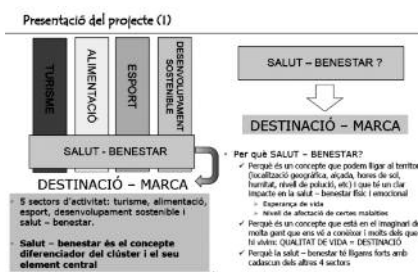 Presentació del projecte (1)
TURISME
ALIMENTACIÓ
ESPORT
DESENVOLUPAMENT
SOSTENIBLE
SALUT - BENESTAR
DESTINACIÓ – MARCA
▪ 5 sectors d'activitat: turisme, alimentació,
esport, desenvolupament sostenible i
salut – benestar.
▪ Salut – benestar és el concepte
diferenciador del clúster i el seu
element central
SALUT – BENESTAR ?
DESTINACIÓ – MARCA
▪ Per què SALUT – BENESTAR?
✓ Perquè és un concepte que podem lligar al territori
(localització geogràfica, alçada, hores de sol,
humitat, nivell de polució, etc) i que té un clar
impacte en la salut – benestar físic i emocional
▪ Esperança de vida
▪ Nivell de afectació de certes malalties
✓ Perquè és un concepte que està en el imaginari de
molta gent que ens vé a conèixer i molts dels que
hi vivim: QUALITAT DE VIDA = DESTINACIÓ
✓ Perquè la salut – benestar té lligams forts amb
cadascun dels altres 4 sectors